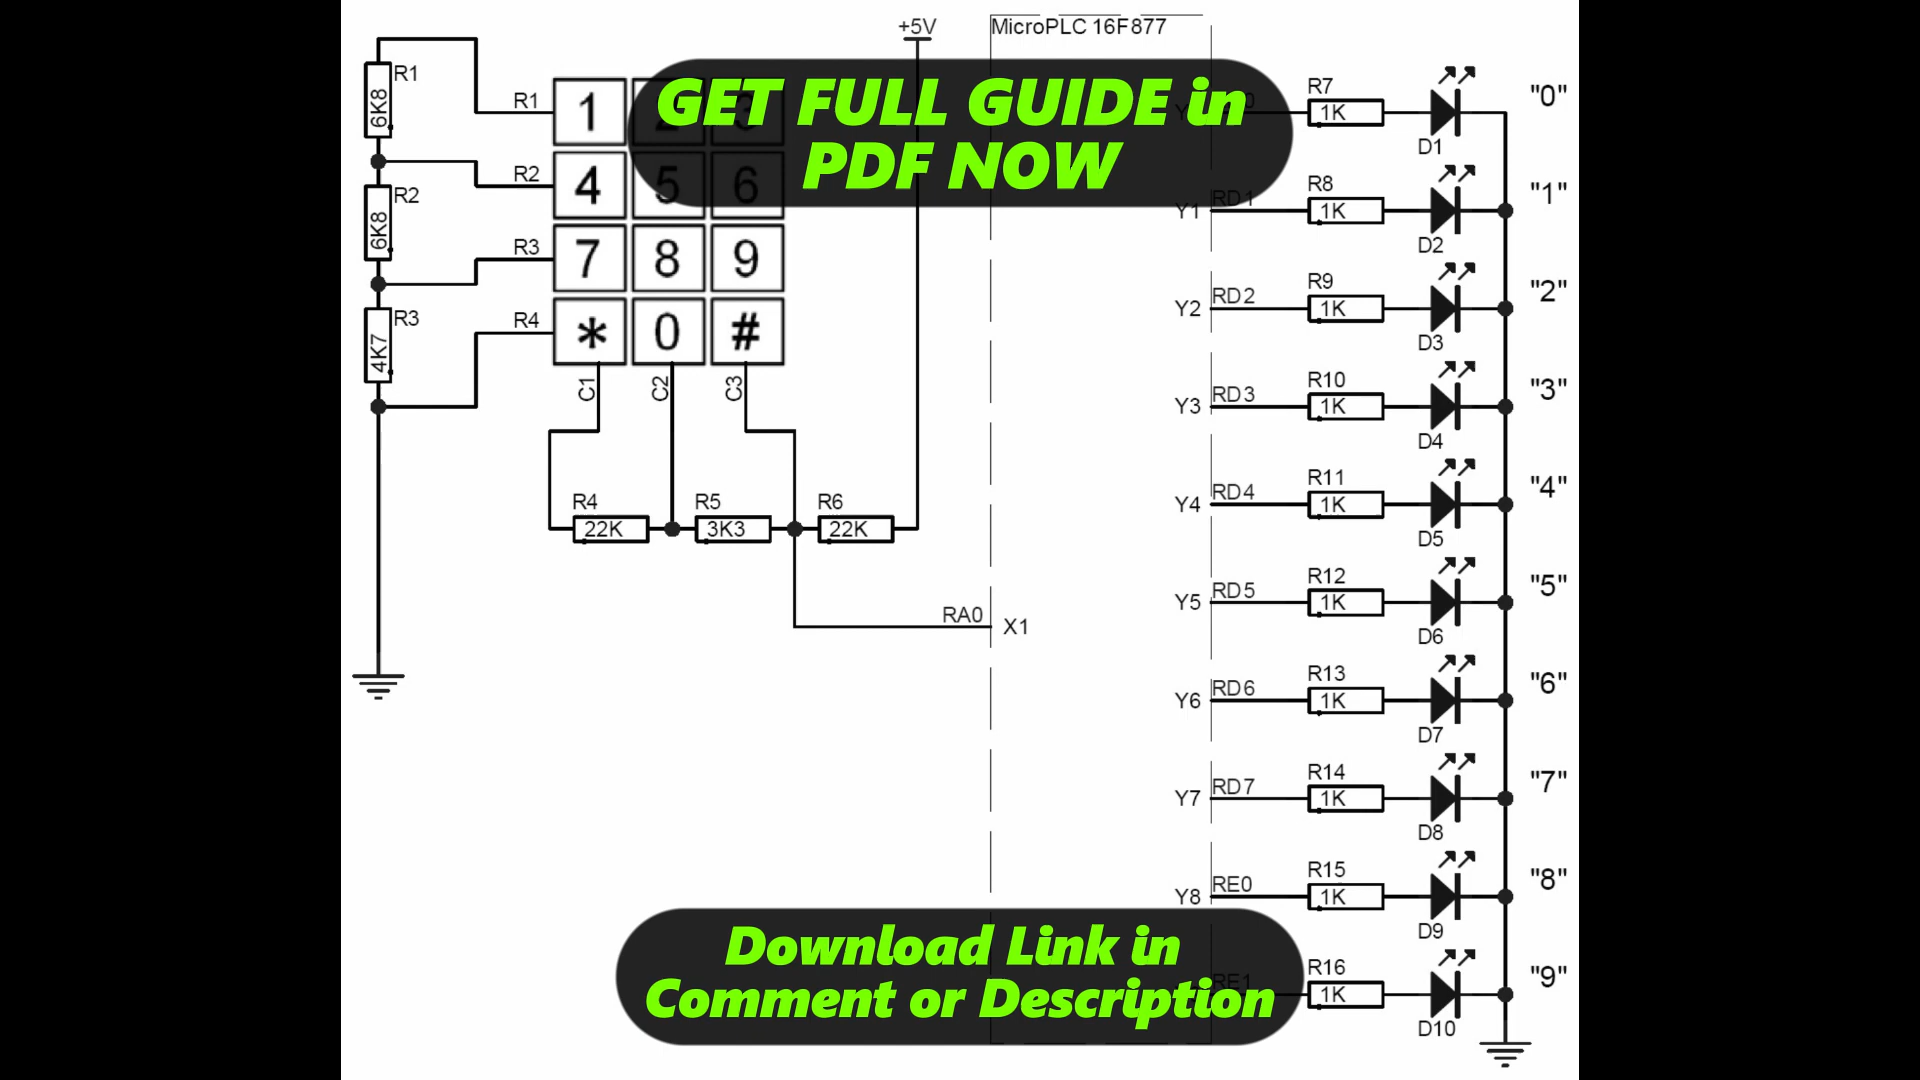 +5V
MicroPLC 16F877
GET FULL GUIDE in
PDF NOW
R1
6K8
R2
6K8
R3
4K7
R1
R2
R3
R4
1 2 3
4 5 6
7 8 9
* 0 #
C1
C2
C3
R4
22K
R5
3K3
R6
22K
RA0
X1
R7
1K
D1
"0"
Y1
RD1
R8
1K
D2
"1"
Y2
RD2
R9
1K
D3
"2"
Y3
RD3
R10
1K
D4
"3"
Y4
RD4
R11
1K
D5
"4"
Y5
RD5
R12
1K
D6
"5"
Y6
RD6
R13
1K
D7
"6"
Y7
RD7
R14
1K
D8
"7"
Y8
RE0
R15
1K
D9
"8"
RE1
R16
1K
D10
"9"
Download Link in
Comment or Description